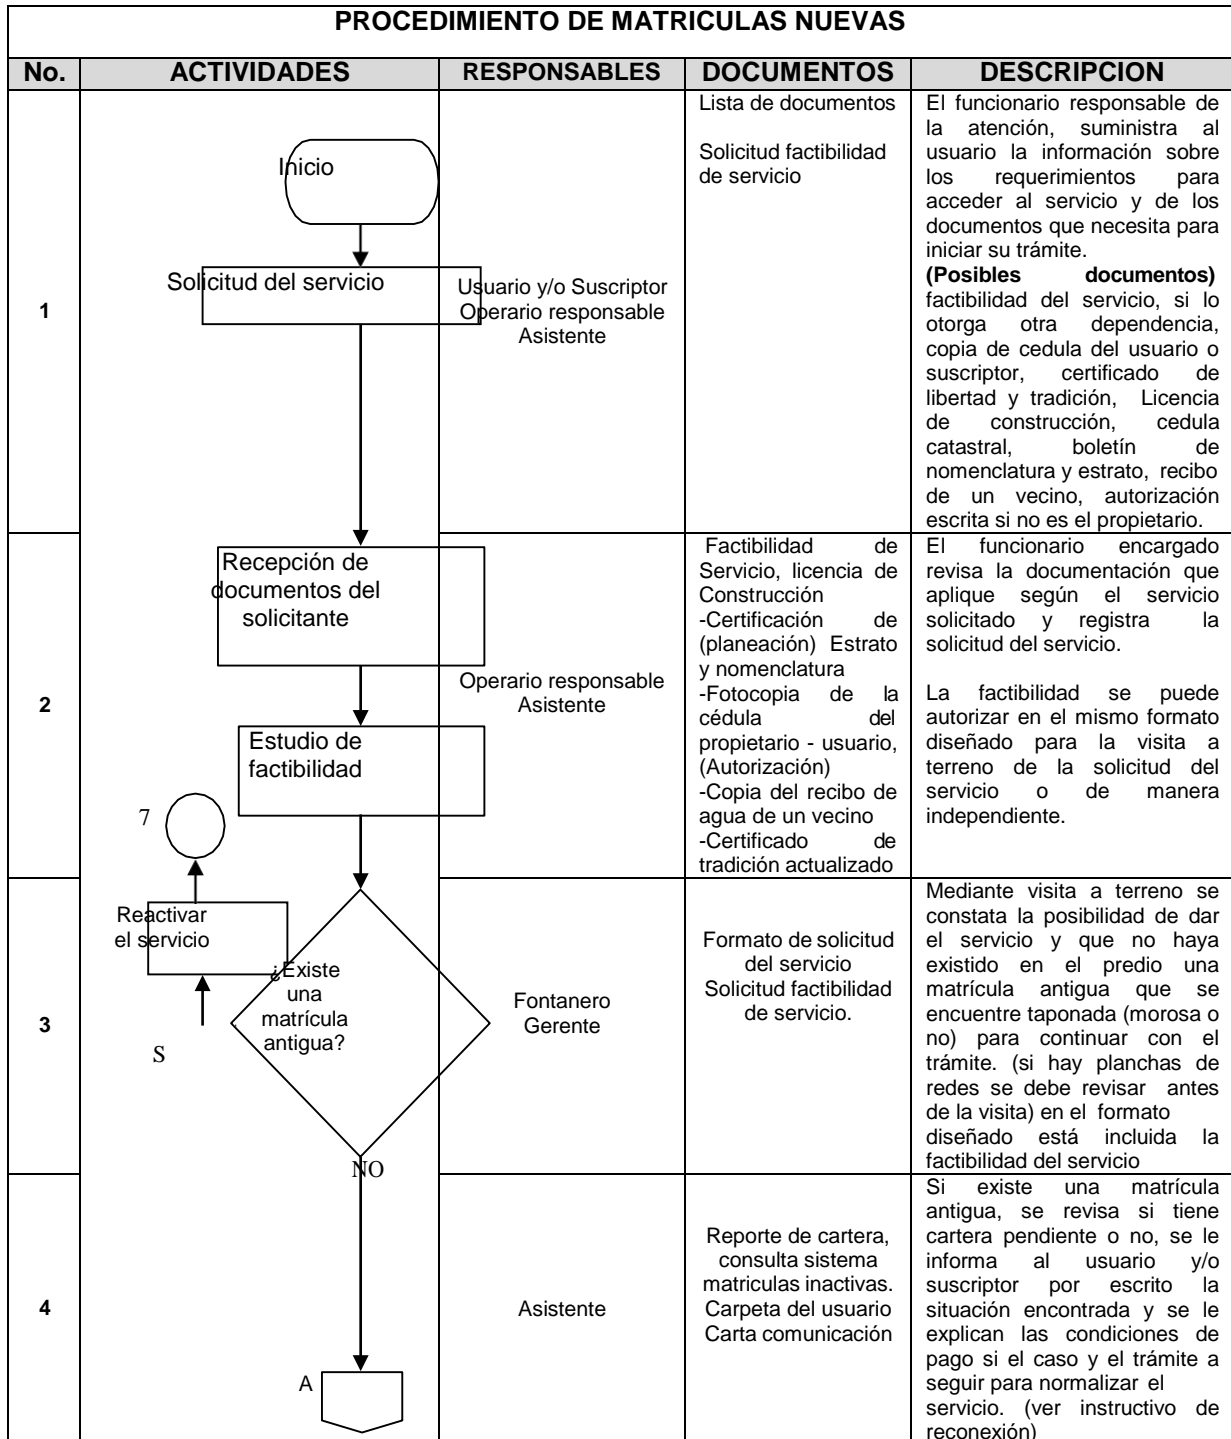 PROCEDIMIENTO DE MATRICULAS NUEVAS
No. ACTIVIDADES RESPONSABLES DOCUMENTOS DESCRIPCION
1
Inicio
Solicitud del servicio
Usuario y/o Suscriptor
Operario responsable
Asistente
Lista de documentos
Solicitud factibilidad
de servicio
El funcionario responsable de
la atención, suministra al
usuario la información sobre
los requerimientos para
acceder al servicio y de los
documentos que necesita para
iniciar su trámite.
(Posibles documentos)
factibilidad del servicio, si lo
otorga otra dependencia,
copia de cedula del usuario o
suscriptor, certificado de
libertad y tradición, Licencia
de construcción, cedula
catastral, boletín de
nomenclatura y estrato, recibo
de un vecino, autorización
escrita si no es el propietario.
2
Recepción de
documentos del
solicitante
Estudio de
factibilidad
7
Operario responsable
Asistente
Factibilidad de
Servicio, licencia de
Construcción
-Certificación de
(planeación) Estrato
y nomenclatura
-Fotocopia de la
cédula del
propietario - usuario,
(Autorización)
-Copia del recibo de
agua de un vecino
-Certificado de
tradición actualizado
El funcionario encargado
revisa la documentación que
aplique según el servicio
solicitado y registra la
solicitud del servicio.
La factibilidad se puede
autorizar en el mismo formato
diseñado para la visita a
terreno de la solicitud del
servicio o de manera
independiente.
3
Reactivar
el servicio
¿Existe
una
matrícula
antigua?
S
NO
Fontanero
Gerente
Formato de solicitud
del servicio
Solicitud factibilidad
de servicio.
Mediante visita a terreno se
constata la posibilidad de dar
el servicio y que no haya
existido en el predio una
matrícula antigua que se
encuentre taponada (morosa o
no) para continuar con el
trámite. (si hay planchas de
redes se debe revisar antes
de la visita) en el formato
diseñado está incluida la
factibilidad del servicio
4
A
Asistente
Reporte de cartera,
consulta sistema
matriculas inactivas.
Carpeta del usuario
Carta comunicación
Si existe una matrícula
antigua, se revisa si tiene
cartera pendiente o no, se le
informa al usuario y/o
suscriptor por escrito la
situación encontrada y se le
explican las condiciones de
pago si el caso y el trámite a
seguir para normalizar el
servicio. (ver instructivo de
reconexión)